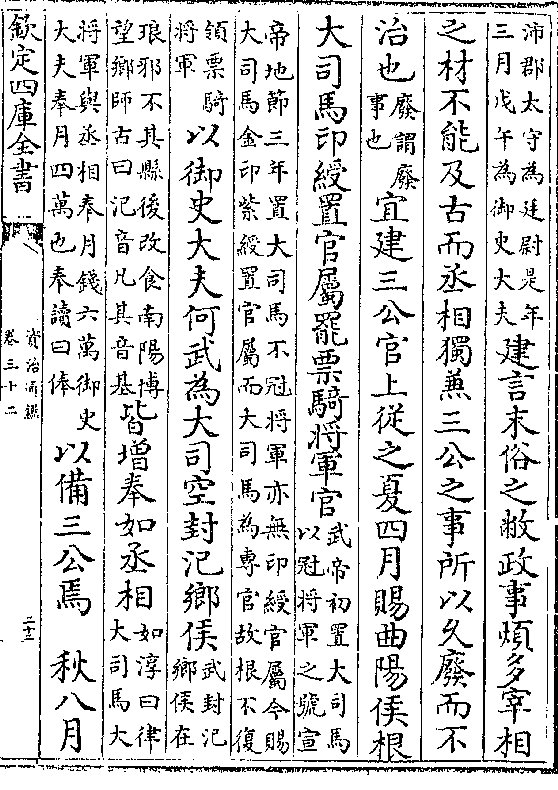 沛郡太守為廷尉是年
三月戊午為御史大夫
建言末俗之敝政事煩多宰相
之材不能及古而丞相獨兼三公之事所以久廢而不
治也
廢謂廢
事也
宜建三公官上從之夏四月賜曲陽侯根
大司馬印綬置官屬罷票騎將軍官
武帝初置大司馬
以冠將軍之號宣
帝地節三年置大司馬不冠將軍亦無印綬官屬今賜
大司馬金印紫綬置官屬而大司馬為專官故根不復
領票騎
將軍
以御史大夫何武為大司空封汜鄉侯
武封汜
鄉侯在
琅邪不其縣後改食南陽博
望鄉師古曰汜音凡其音基
皆增奉如丞相
如淳曰律
大司馬大
將軍與丞相奉月錢六萬御史
大夫奉月四萬也奉讀曰俸
以備三公焉　秋八月
欽定四庫全書
資治通鑑
卷三十二
二十三